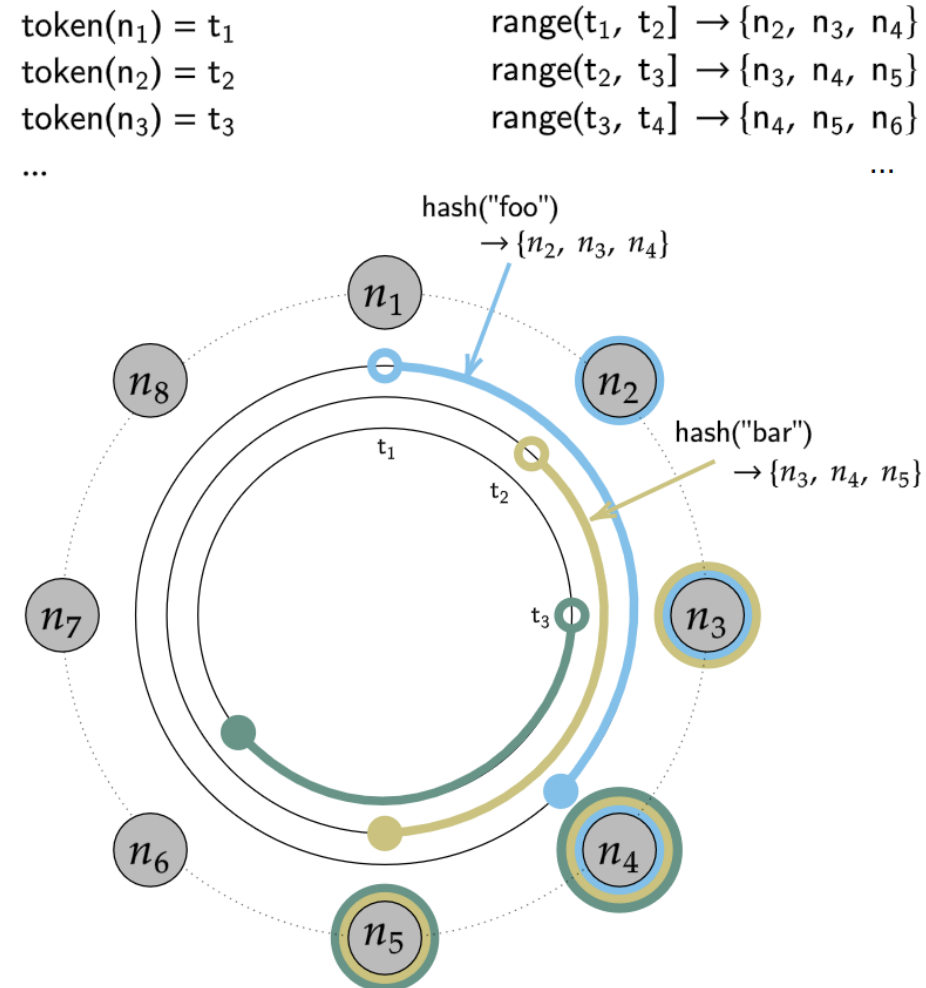 token(n₁) = t₁
token(n₂) = t₂
token(n₃) = t₃
...
range(t₁, t₂] → {n₂, n₃, n₄}
range(t₂, t₃] → {n₃, n₄, n₅}
range(t₃, t₄] → {n₄, n₅, n₆}
...
hash("foo")
→ {n₂, n₃, n₄}
n₁
n₈
n₂
t₁
hash("bar")
→ {n₃, n₄, n₅}
t₂
n₇
t₃
n₃
n₆
n₄
n₅